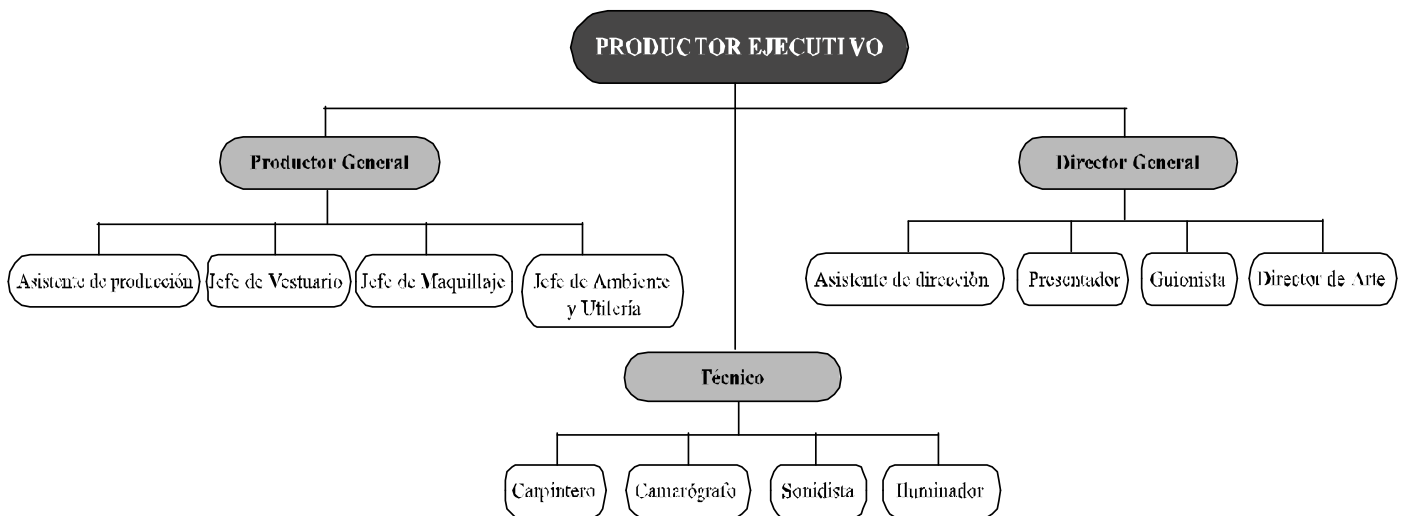 PRODUCTOR EJECUTIVO
Productor General
Director General
Asistente de producción
Jefe de Vestuario
Jefe de Maquillaje
Jefe de Ambiente
y Utilería
Asistente de dirección
Presentador
Guionista
Director de Arte
Técnico
Carpintero
Camarógrafo
Sonidista
Iluminador